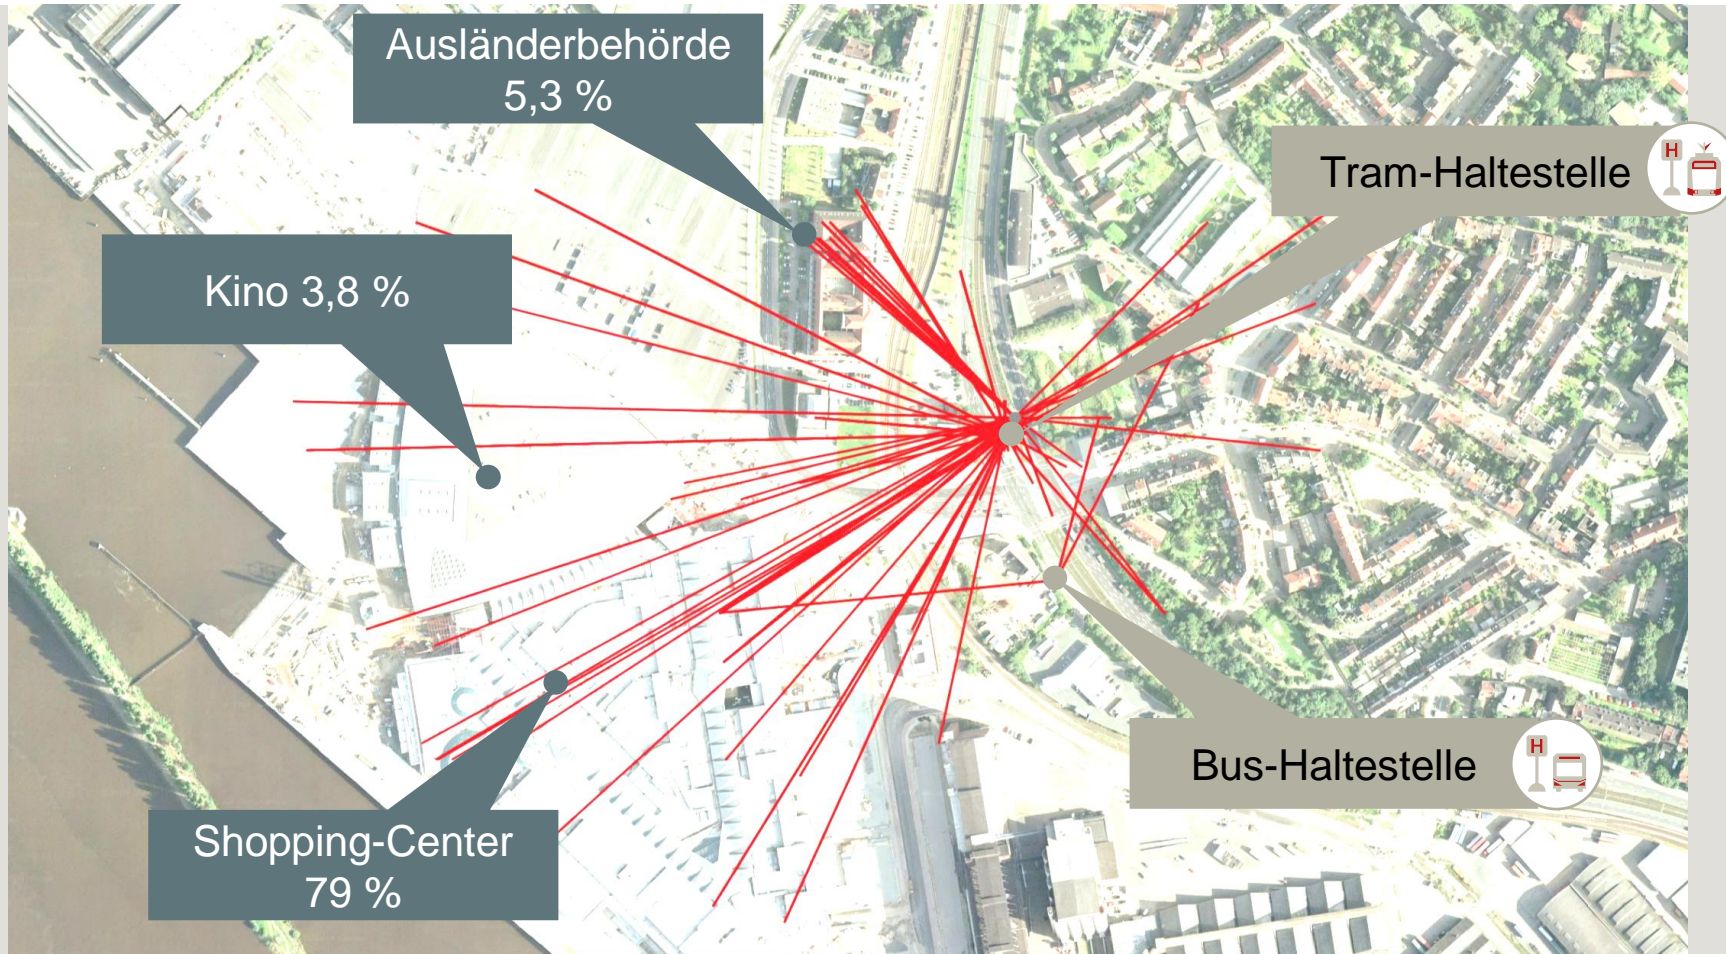 Ausländerbehörde
5,3 %
Tram-Haltestelle
H
Kino 3,8 %
Bus-Haltestelle
H
Shopping-Center
79 %